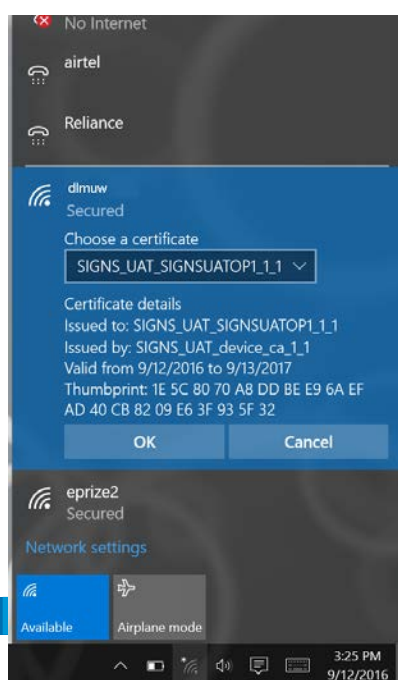 No Internet
airtel
Reliance
dlmuw
Secured
Choose a certificate
SIGNS_UAT_SIGNSUATOP1_1_1
Certificate details
Issued to: SIGNS_UAT_SIGNSUATOP1_1_1
Issued by: SIGNS_UAT_device_ca_1_1
Valid from 9/12/2016 to 9/13/2017
Thumbprint: 1E 5C 80 70 A8 DD BE E9 6A EF
AD 40 CB 82 09 E6 3F 93 5F 32
OK Cancel
eprize2
Secured
Network settings
Available Airplane mode
3:25 PM
9/12/2016